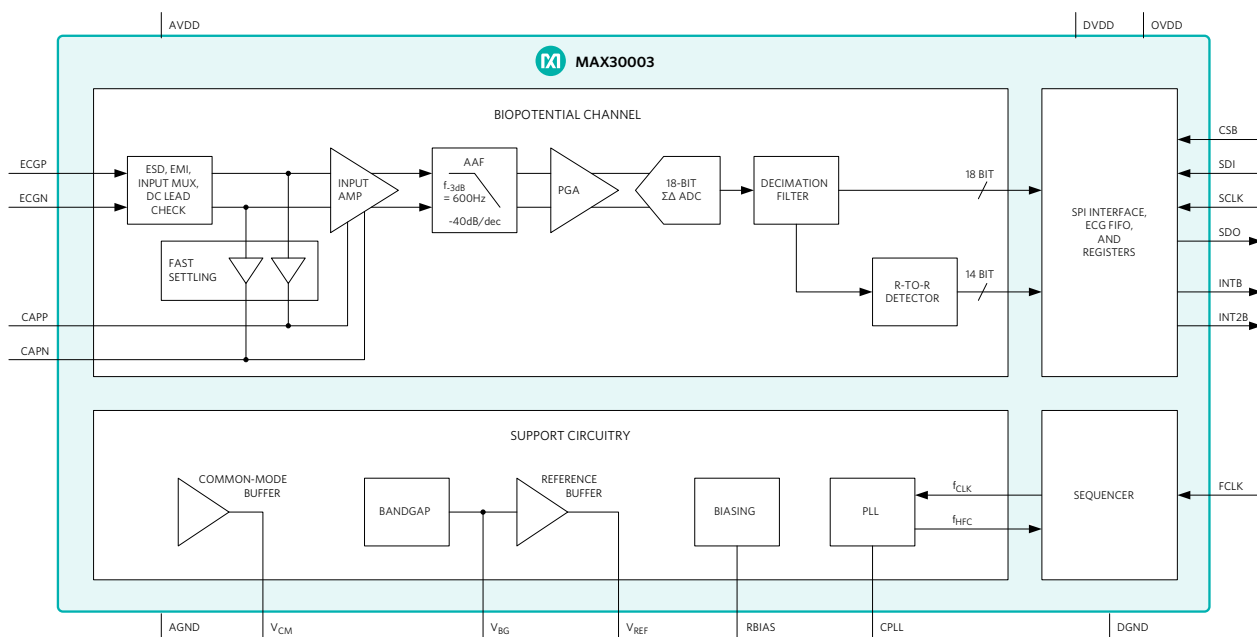 AVDD
DVDD
OVDD
MAX30003
BIOPOTENTIAL CHANNEL
ECGP
ECGN
ESD, EMI,
INPUT MUX,
DC LEAD
CHECK
INPUT
AMP
AAF
f-3dB
= 600Hz
-40dB/dec
PGA
18-BIT
ΣΔ ADC
DECIMATION
FILTER
18 BIT
FAST
SETTLING
R-TO-R
DETECTOR
14 BIT
CAPP
CAPN
SPI INTERFACE,
ECG FIFO,
AND
REGISTERS
CSB
SDI
SCLK
SDO
INTB
INT2B
SUPPORT CIRCUITRY
COMMON-MODE
BUFFER
BANDGAP
REFERENCE
BUFFER
BIASING
PLL
fCLK
fHFC
SEQUENCER
FCLK
AGND
VCM
VBG
VREF
RBIAS
CPLL
DGND